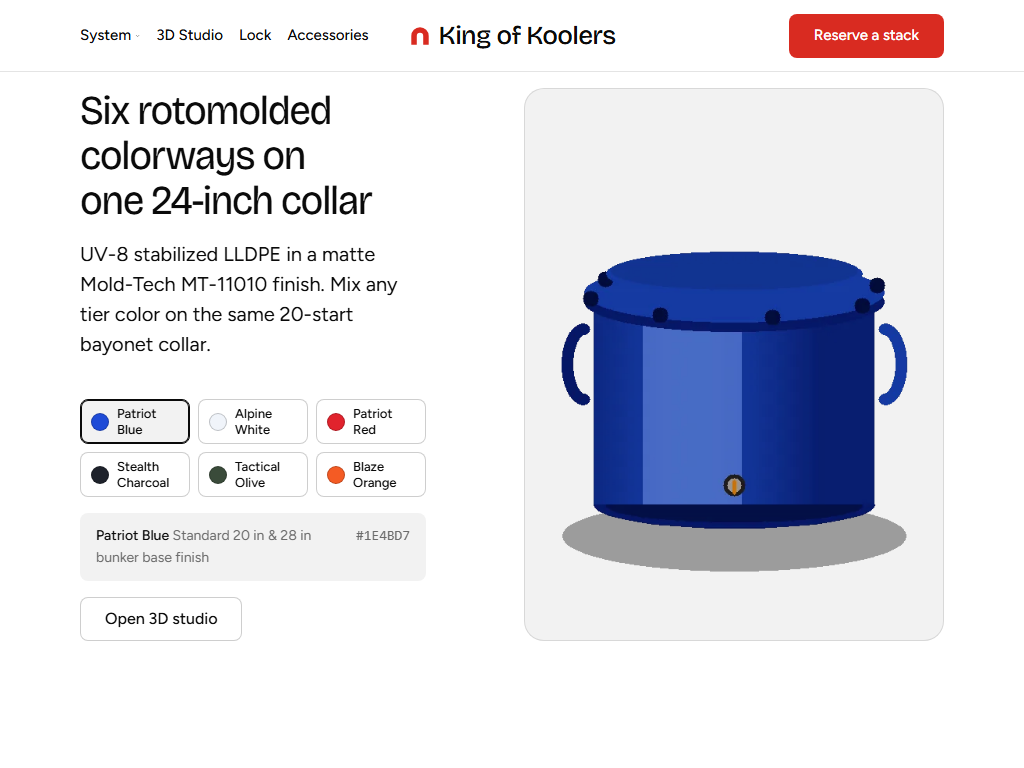 System
3D Studio
Lock
Accessories
King of Koolers
Reserve a stack
Six rotomolded
colorways on
one 24-inch collar
UV-8 stabilized LLDPE in a matte
Mold-Tech MT-11010 finish. Mix any
tier color on the same 20-start
bayonet collar.
Patriot
Blue
Alpine
White
Patriot
Red
Stealth
Charcoal
Tactical
Olive
Blaze
Orange
Patriot Blue Standard 20 in & 28 in
bunker base finish
#1E4BD7
Open 3D studio